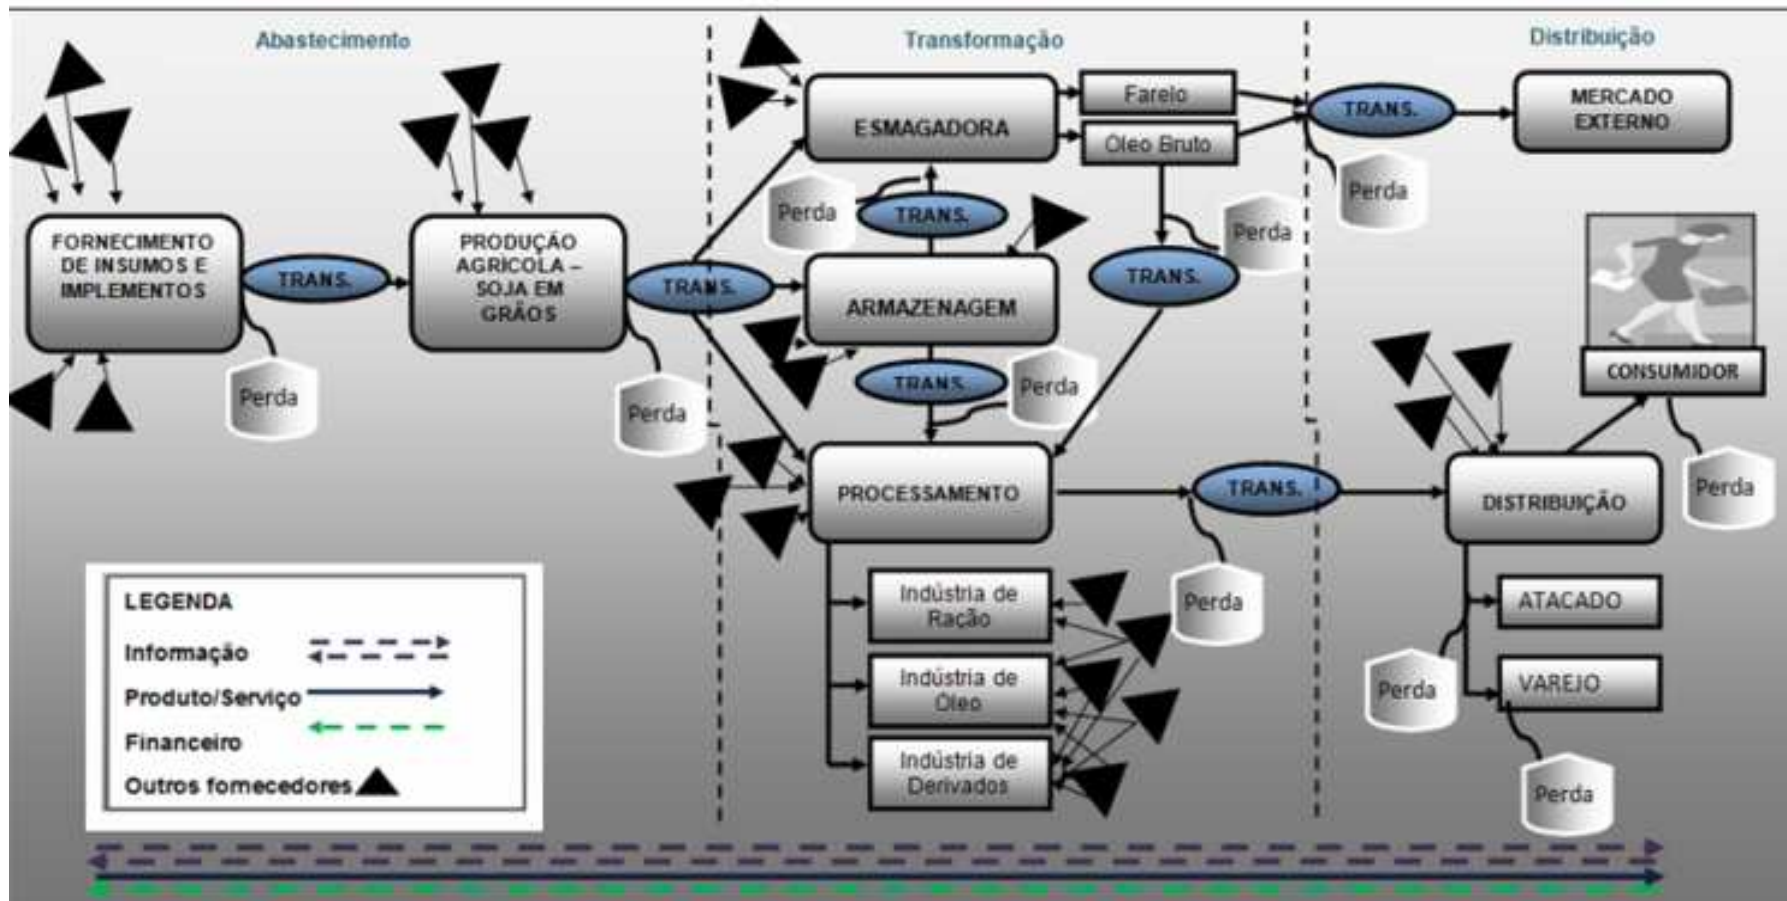 Abastecimento
Transformação
Distribuição
FORNECIMENTO
DE INSUMOS E
IMPLEMENTOS
TRANS.
Perda
PRODUÇÃO
AGRÍCOLA –
SOJA EM
GRÃOS
TRANS.
Perda
ESMAGADORA
Farelo
Óleo Bruto
TRANS.
MERCADO
EXTERNO
Perda
Perda
TRANS.
Perda
TRANS.
ARMAZENAGEM
TRANS.
Perda
PROCESSAMENTO
TRANS.
Perda
Indústria de
Ração
Indústria de
Óleo
Indústria de
Derivados
CONSUMIDOR
Perda
DISTRIBUIÇÃO
ATACADO
Perda
VAREJO
Perda
LEGENDA
Informação
Produto/Serviço
Financeiro
Outros fornecedores